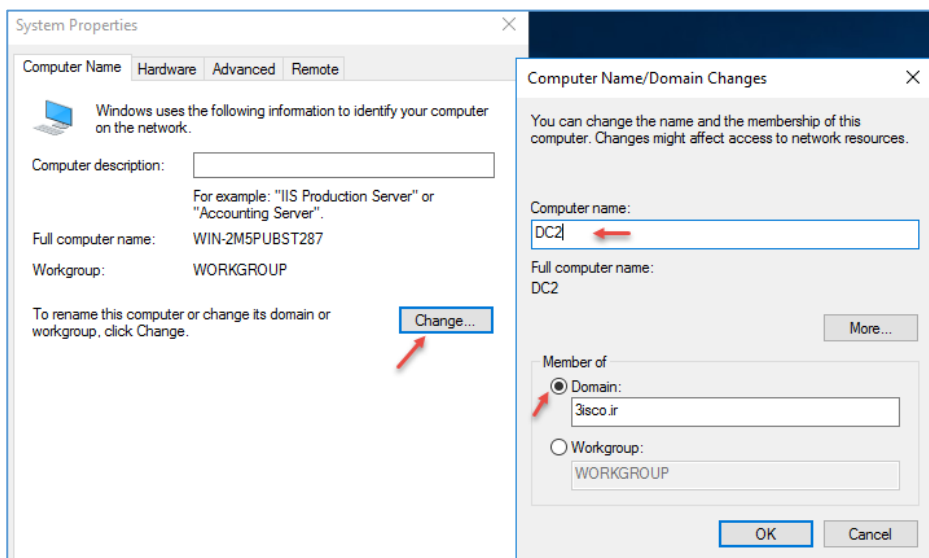 System Properties
Computer Name
Hardware
Advanced
Remote
Windows uses the following information to identify your computer
on the network.
Computer description:
For example: "IIS Production Server" or
"Accounting Server".
Full computer name:
WIN-2M5PUBST287
Workgroup:
WORKGROUP
To rename this computer or change its domain or
workgroup, click Change.
Change...
Computer Name/Domain Changes
You can change the name and the membership of this
computer. Changes might affect access to network resources.
Computer name:
DC2
Full computer name:
DC2
More...
Member of
Domain:
3isco.ir
Workgroup:
WORKGROUP
OK
Cancel